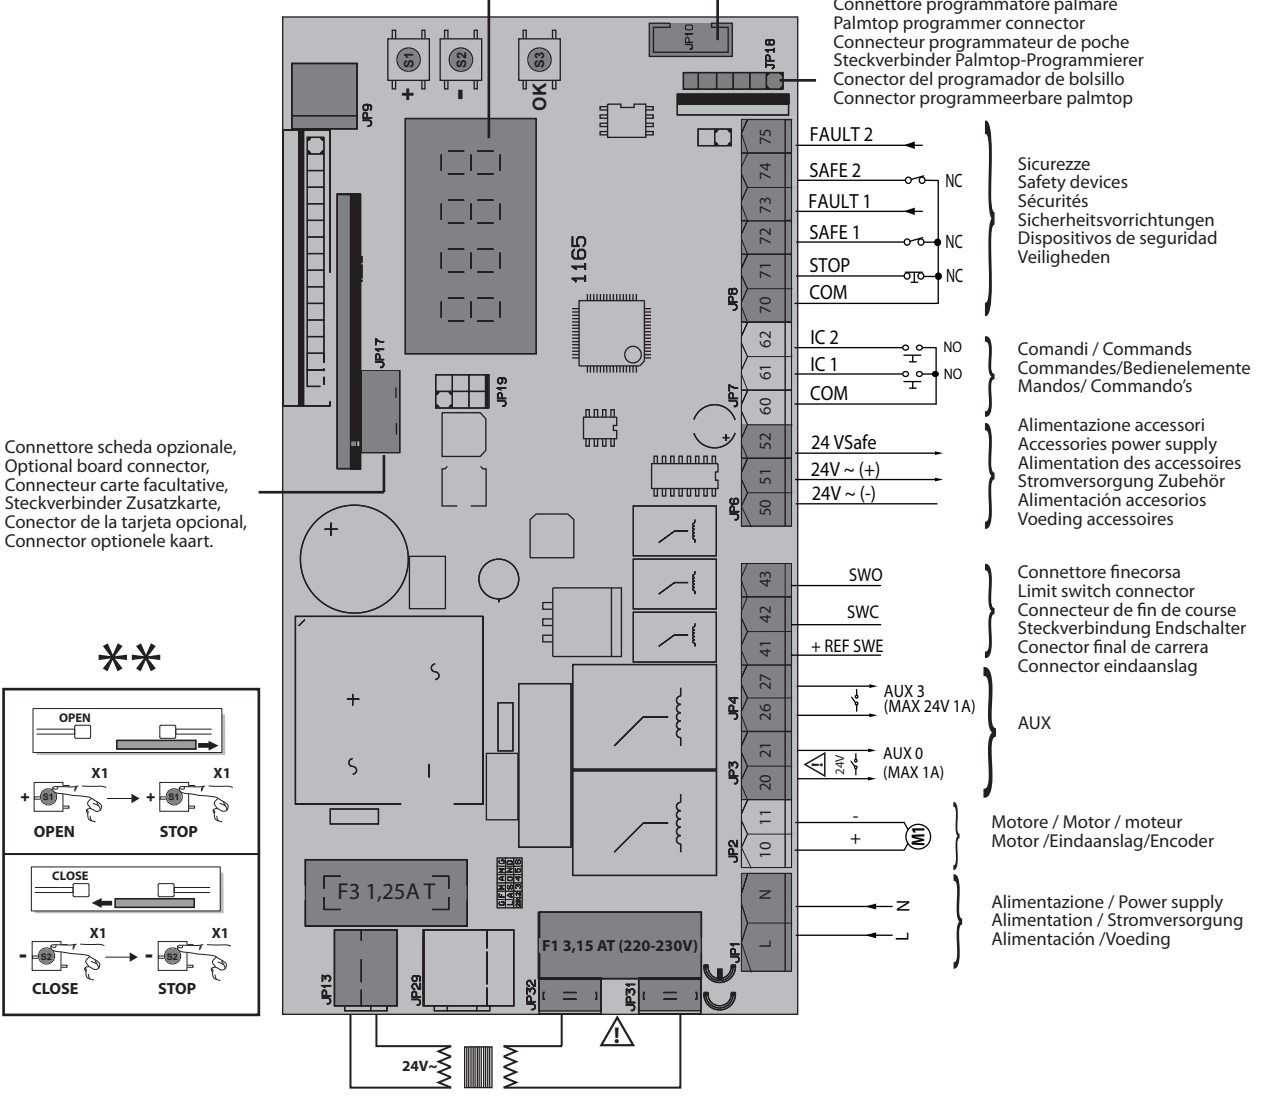 Connettore programmatore palmare
Palmtop programmer connector
Connecteur programmateur de poche
Steckverbinder Palmtop-Programmierer
Conector del programador de bolsillo
Connector programmeerbare palmtop
S1
S2
S3
+
-
OK
JP10
JP18
JP9
1165
JP17
JP19
JP8
JP7
JP6
JP4
JP3
JP2
JP1
75
FAULT 2
74
SAFE 2
NC
73
FAULT 1
72
SAFE 1
NC
71
STOP
NC
70
COM
Sicurezze
Safety devices
Sécurités
Sicherheitsvorrichtungen
Dispositivos de seguridad
Veiligheden
62
IC 2
NO
61
IC 1
NO
60
COM
Comandi / Commands
Commandes/Bedienelemente
Mandos/ Commando's
52
24 VSafe
51
24V ~ (+)
50
24V ~ (-)
Alimentazione accessori
Accessories power supply
Alimentation des accessoires
Stromversorgung Zubehör
Alimentación accesorios
Voeding accessoires
Connettore scheda opzionale,
Optional board connector,
Connecteur carte facultative,
Steckverbinder Zusatzkarte,
Conector de la tarjeta opcional,
Connector optionele kaart.
43
SWO
42
SWC
41
+ REF SWE
Connettore finecorsa
Limit switch connector
Connecteur de fin de course
Steckverbindung Endschalter
Conector final de carrera
Connector eindaanslag
27
26
AUX 3
(MAX 24V 1A)
21
20
24V
AUX 0
(MAX 1A)
AUX
11
-
10
+
M1
Motore / Motor / moteur
Motor /Eindaanslag/Encoder
N
N
L
L
Alimentazione / Power supply
Alimentation / Stromversorgung
Alimentación /Voeding
**
OPEN
X1
X1
+
S1
+
S1
OPEN
STOP
CLOSE
X1
X1
-
S2
-
S2
CLOSE
STOP
F3 1,25A T
F1 3,15 AT (220-230V)
JP13
JP29
JP32
JP31
CE
24V~